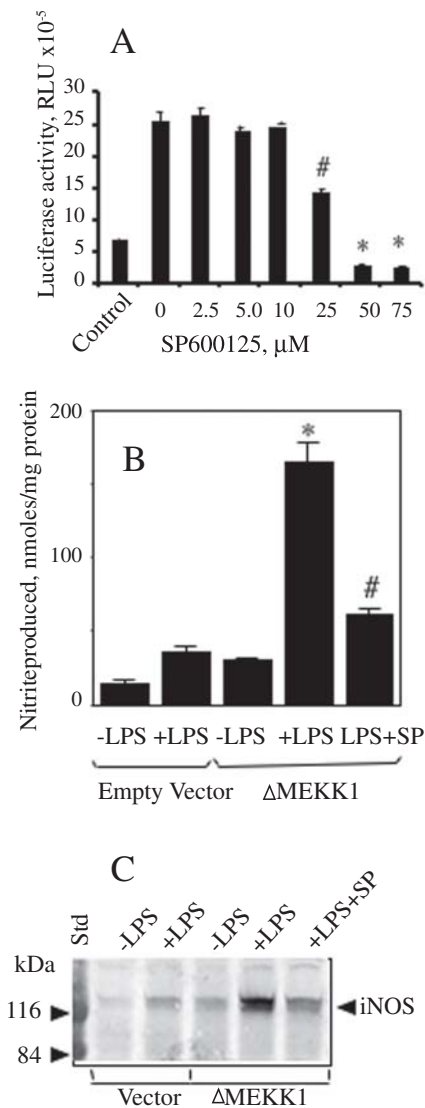 A
Luciferase activity, RLU x10-5
30
25
20
15
10
5
0
#
*
*
Control
0
2.5
5.0
10
25
50
75
SP600125, μM
B
Nitriteproduced, nmoles/mg protein
200
100
0
*
#
-LPS
+LPS
-LPS
+LPS
LPS+SP
Empty Vector
ΔMEKK1
C
Std
-LPS
+LPS
-LPS
+LPS
+LPS+SP
kDa
116
84
iNOS
Vector
ΔMEKK1